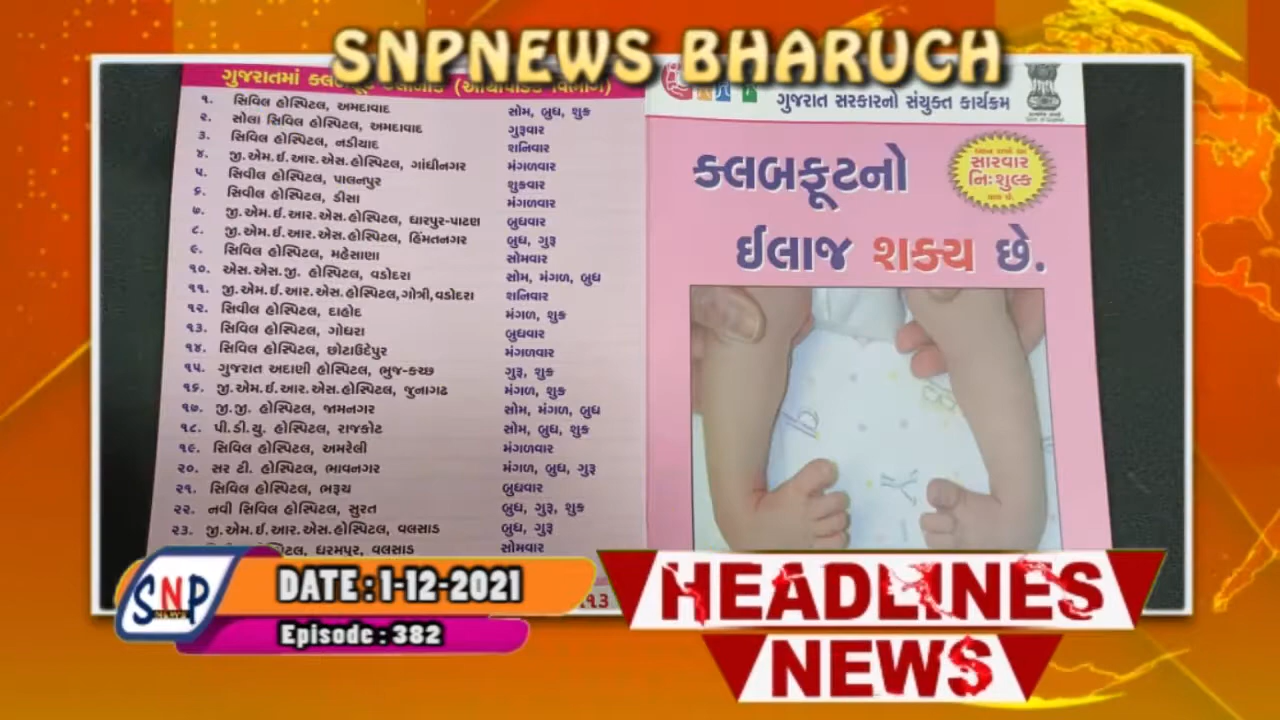 SNPNEWS BHARUCH
ગુજરાતમાં
૧. સિવિલ હોસ્પિટલ, અમદાવાદ સોમ, બુધ, શુક્ર
૨. સોલા સિવિલ હોસ્પિટલ, અમદાવાદ ગુરૂવાર
૩. સિવિલ હોસ્પિટલ, નડીયાદ શનિવાર
૪. જી.એમ.ઈ.આર.એસ.હોસ્પિટલ, ગાંધીનગર મંગળવાર
૫. સિવીલ હોસ્પિટલ, પાલનપુર શુક્રવાર
૬. સિવીલ હોસ્પિટલ, ડીસા મંગળવાર
૭. જી.એમ.ઈ.આર.એસ.હોસ્પિટલ, ધારપુર-પાટણ બુધવાર
૮. જી.એમ.ઈ.આર.એસ.હોસ્પિટલ, હિંમતનગર બુધ, ગુરૂ
૯. સિવિલ હોસ્પિટલ, મહેસાણા સોમવાર
૧૦. એસ.એસ.જી. હોસ્પિટલ, વડોદરા સોમ, મંગળ, બુધ
૧૧. જી.એમ.ઈ.આર.એસ.હોસ્પિટલ,ગોત્રી,વડોદરા શનિવાર
૧૨. સિવીલ હોસ્પિટલ, દાહોદ મંગળ, શુક્ર
૧૩. સિવિલ હોસ્પિટલ, ગોધરા બુધવાર
૧૪. સિવિલ હોસ્પિટલ, છોટાઉદેપુર મંગળવાર
૧૫. ગુજરાત અદાણી હોસ્પિટલ, ભુજ-કચ્છ ગુરૂ, શુક્ર
૧૬. જી.એમ.ઈ.આર.એસ.હોસ્પિટલ, જુનાગઢ મંગળ, શુક્ર
૧૭. જી.જી. હોસ્પિટલ, જામનગર સોમ, મંગળ, બુધ
૧૮. પી.ડી.યુ. હોસ્પિટલ, રાજકોટ સોમ, બુધ, શુક્ર
૧૯. સિવિલ હોસ્પિટલ, અમરેલી મંગળવાર
૨૦. સર ટી. હોસ્પિટલ, ભાવનગર મંગળ, બુધ, ગુરૂ
૨૧. સિવિલ હોસ્પિટલ, ભરૂચ બુધવાર
૨૨. નવી સિવિલ હોસ્પિટલ, સુરત બુધ, ગુરૂ, શુક્ર
૨૩. જી.એમ.ઈ.આર.એસ.હોસ્પિટલ, વલસાડ બુધ, ગુરૂ
ધરમપુર, વલસાડ સોમવાર
ગુજરાત સરકારનો સંયુક્ત કાર્યક્રમ
ક્લબફૂટનો
ઈલાજ શક્ય છે.
સારવાર
નિ:શુલ્ક
SNP
NEWS
DATE : 1-12-2021
Episode : 382
HEADLINES
NEWS